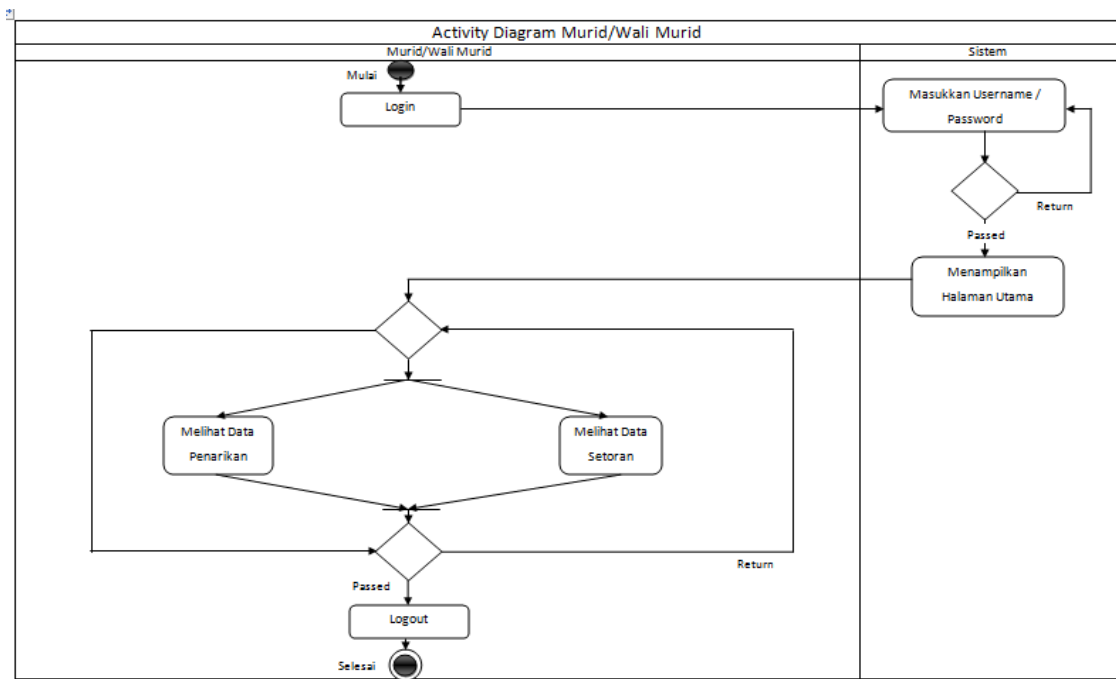 Activity Diagram Murid/Wali Murid
Murid/Wali Murid
Sistem
Mulai
Login
Masukkan Username /
Password
Return
Passed
Menampilkan
Halaman Utama
Melihat Data
Penarikan
Melihat Data
Setoran
Return
Passed
Logout
Selesai